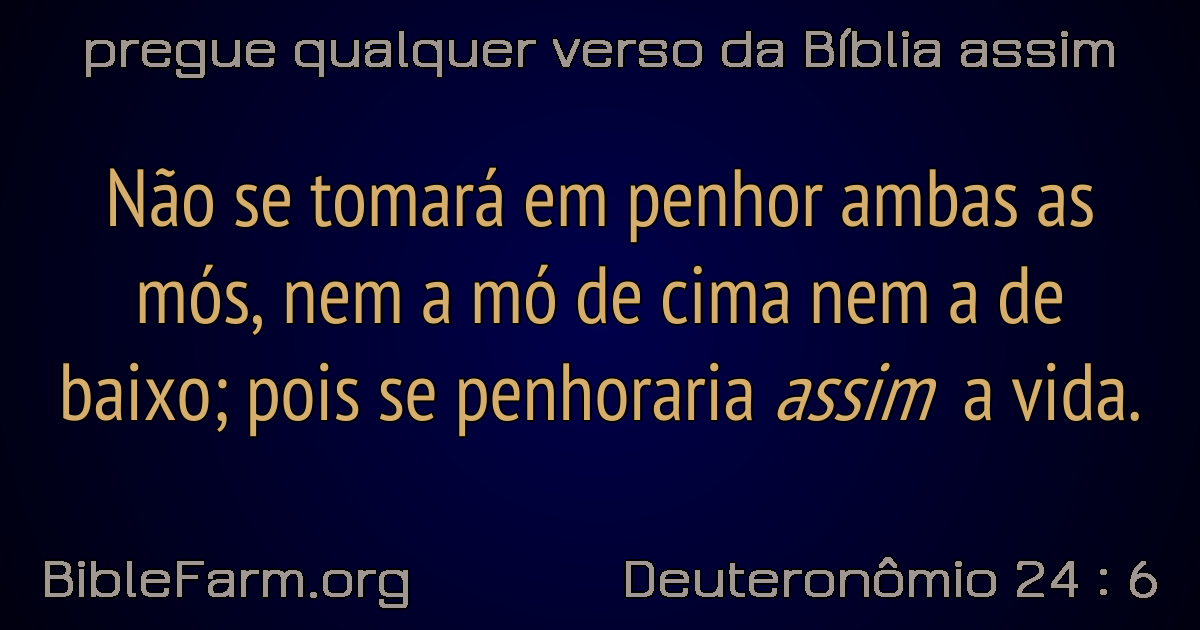 pregue qualquer verso da Bíblia assim
Não se tomará em penhor ambas as
mós, nem a mó de cima nem a de
baixo; pois se penhoraria assim a vida.
BibleFarm.org
Deuteronômio 24 : 6